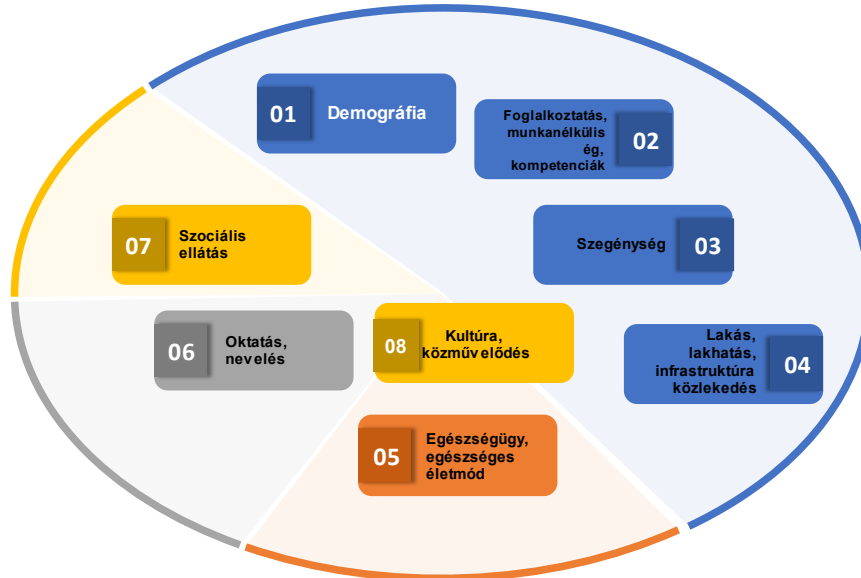 01
Demográfia
Foglalkoztatás,
munkanélkülis
ég,
kompetenciák
02
Szegénység
03
Lakás,
lakhatás,
infrastruktúra
közlekedés
04
05
Egészségügy,
egészséges
életmód
06
Oktatás,
nevelés
07
Szociális
ellátás
08
Kultúra,
közművelődés